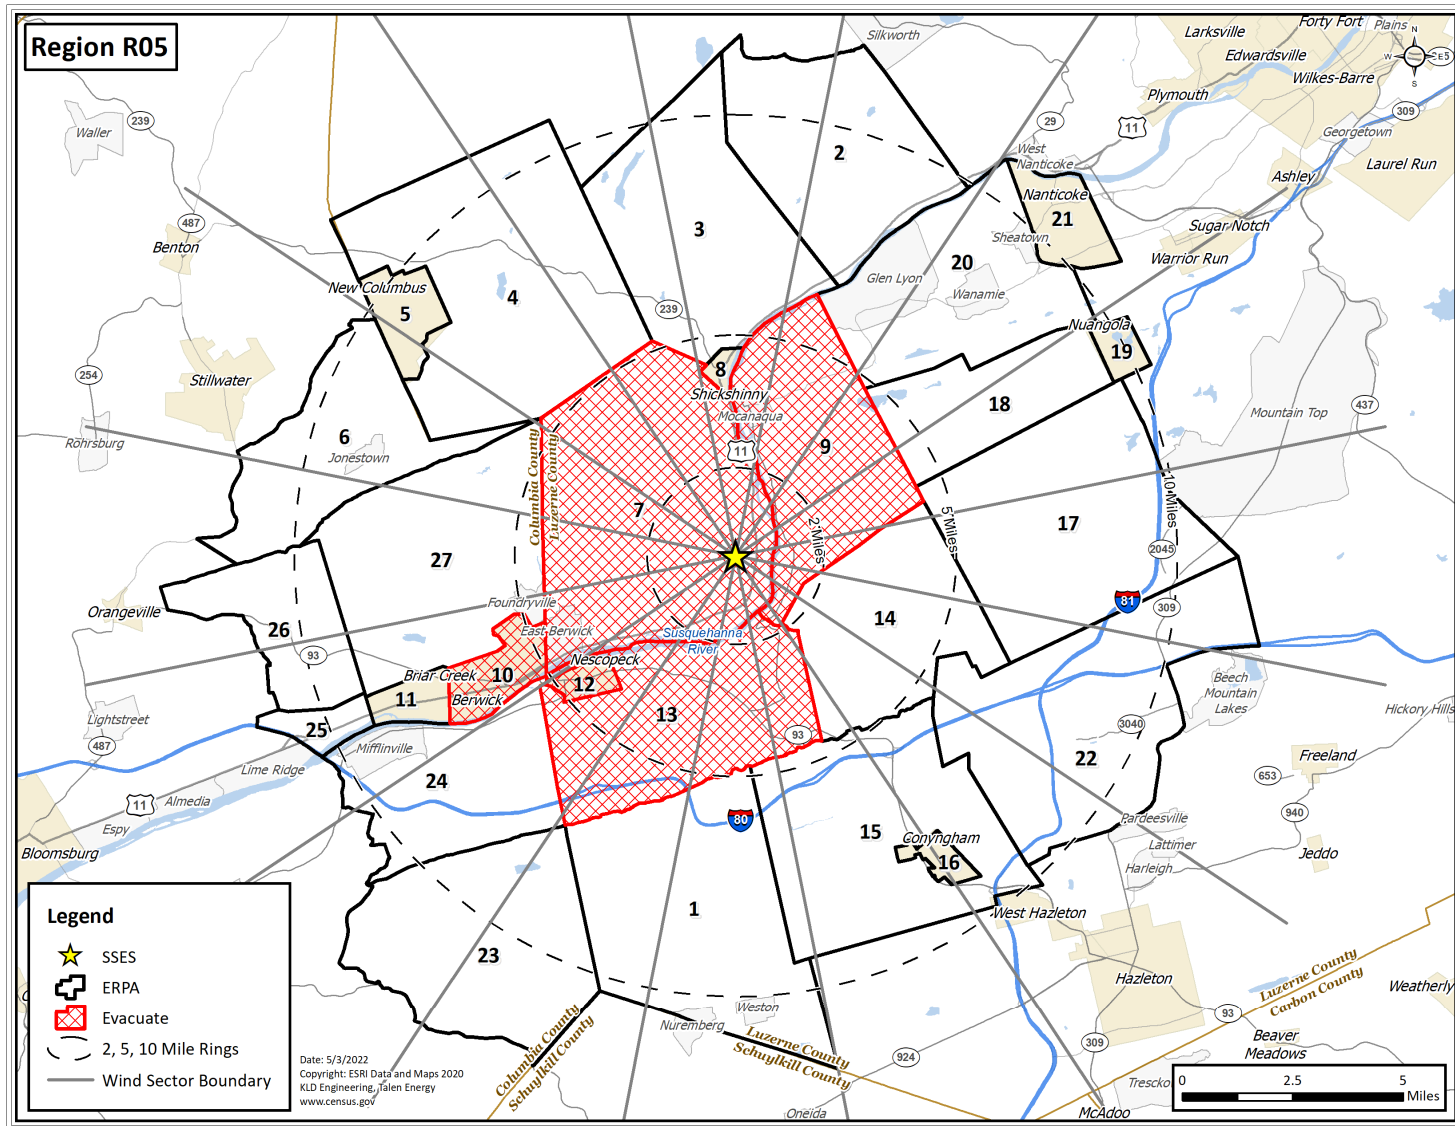 Region R05
Silkworth
Larksville
Forty Fort
Plains
Edwardsville
Wilkes-Barre
Plymouth
N
W
E
S
309
11
29
Georgetown
Laurel Run
Ashley
West
Nanticoke
Nanticoke
21
Sheatown
Sugar Notch
Warrior Run
Waller
239
487
Benton
2
3
20
Glen Lyon
Wanamie
New Columbus
5
4
239
Nuangola
19
254
Stillwater
8
Shickshinny
Mocanaqua
18
437
Mountain Top
Rohrsburg
6
Jonestown
Columbia County
Luzerne County
11
9
7
2 Miles
5 Miles
10 Miles
17
27
2045
Foundryville
81
309
Orangeville
26
93
East Berwick
Susquehanna
River
14
Nescopeck
Briar Creek
10
12
11
Berwick
13
Lightstreet
487
25
Mifflinville
93
Beech
Mountain
Lakes
Hickory Hills
3040
22
Freeland
653
Lime Ridge
24
Almedia
11
Espy
80
940
Pardeesville
Lattimer
Harleigh
Jeddo
Bloomsburg
15
Conyngham
16
1
West Hazleton
23
Hazleton
Luzerne County
Carbon County
Weatherly
Weston
Nuremberg
93
Beaver
Meadows
309
Columbia County
Schuylkill County
Luzerne County
Schuylkill County
924
Tresckow
Oneida
McAdoo
Legend
SSES
ERPA
Evacuate
2, 5, 10 Mile Rings
Wind Sector Boundary
Date: 5/3/2022
Copyright: ESRI Data and Maps 2020
KLD Engineering, Talen Energy
www.census.gov
0
2.5
5
Miles